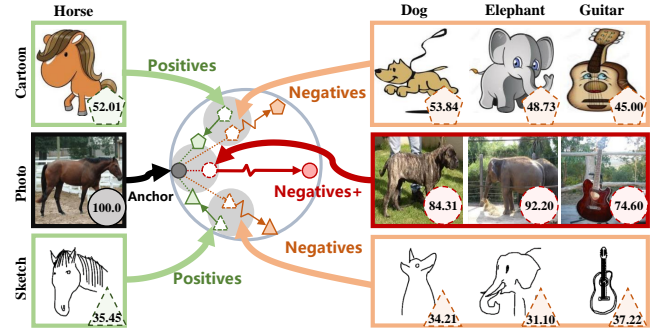 Horse
Dog Elephant Guitar
Cartoon
Positives
Negatives
52.01
53.84
48.73
45.00
Photo
Anchor
100.0
Negatives+
84.31
92.20
74.60
Sketch
Positives
Negatives
35.45
34.21
31.10
37.22